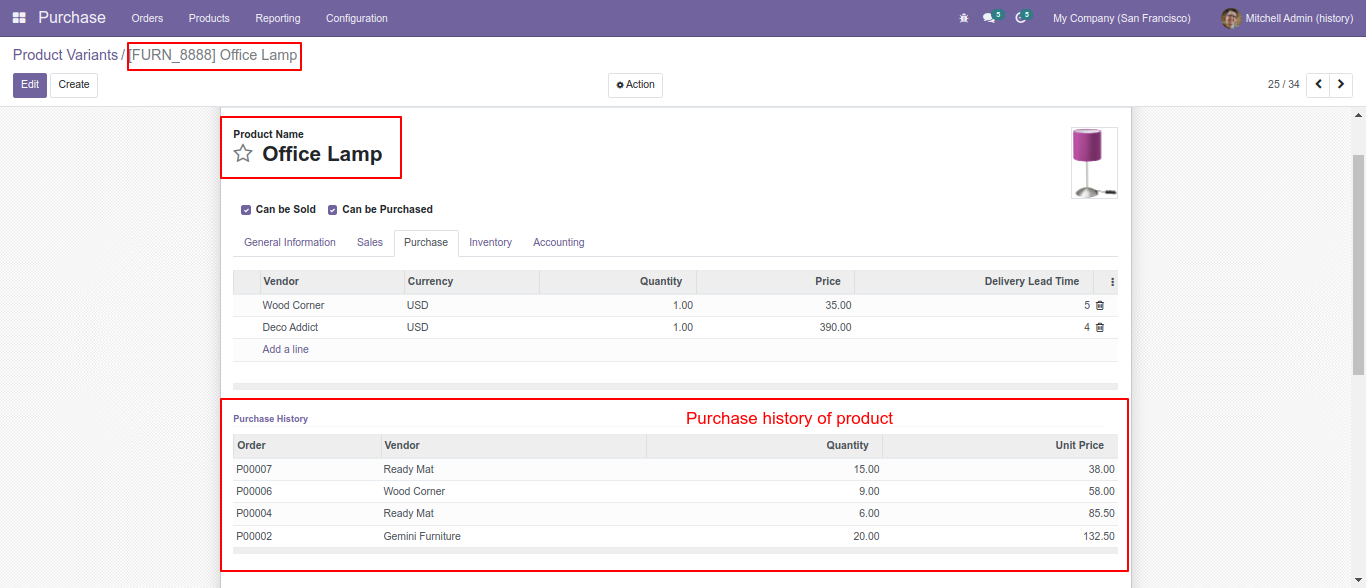 Purchase Orders Products Reporting Configuration 5 5 My Company (San Francisco) Mitchell Admin (history)
Product Variants / [FURN_8888] Office Lamp
Edit Create Action 25 / 34
Product Name
Office Lamp
Can be Sold Can be Purchased
General Information Sales Purchase Inventory Accounting
Vendor Currency Quantity Price Delivery Lead Time
Wood Corner USD 1.00 35.00 5
Deco Addict USD 1.00 390.00 4
Add a line
Purchase History Purchase history of product
Order Vendor Quantity Unit Price
P00007 Ready Mat 15.00 38.00
P00006 Wood Corner 9.00 58.00
P00004 Ready Mat 6.00 85.50
P00002 Gemini Furniture 20.00 132.50